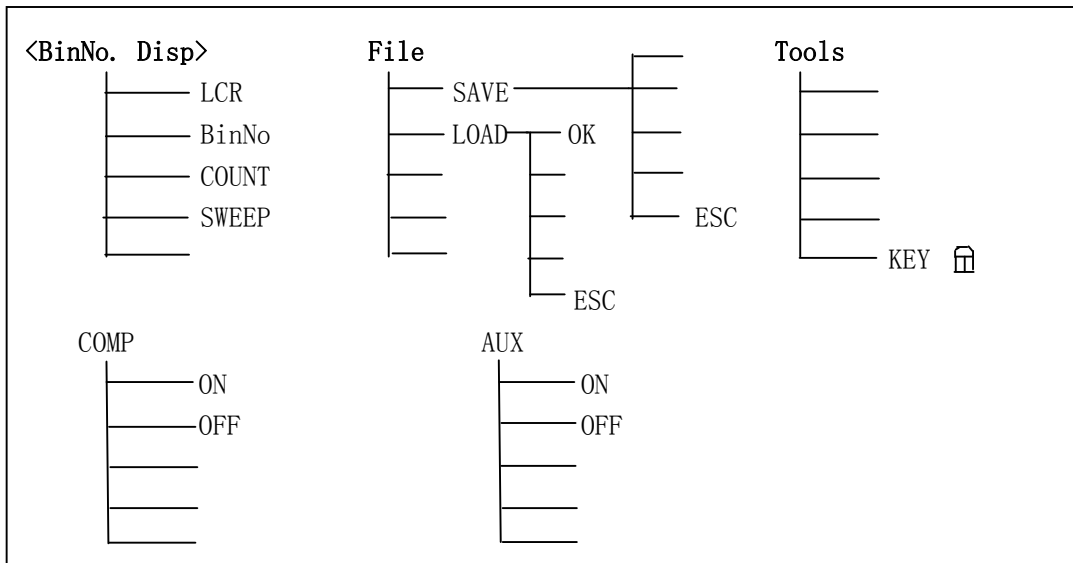 <BinNo. Disp>
LCR
BinNo
COUNT
SWEEP
File
SAVE
ESC
LOAD
OK
ESC
Tools
KEY
COMP
ON
OFF
AUX
ON
OFF